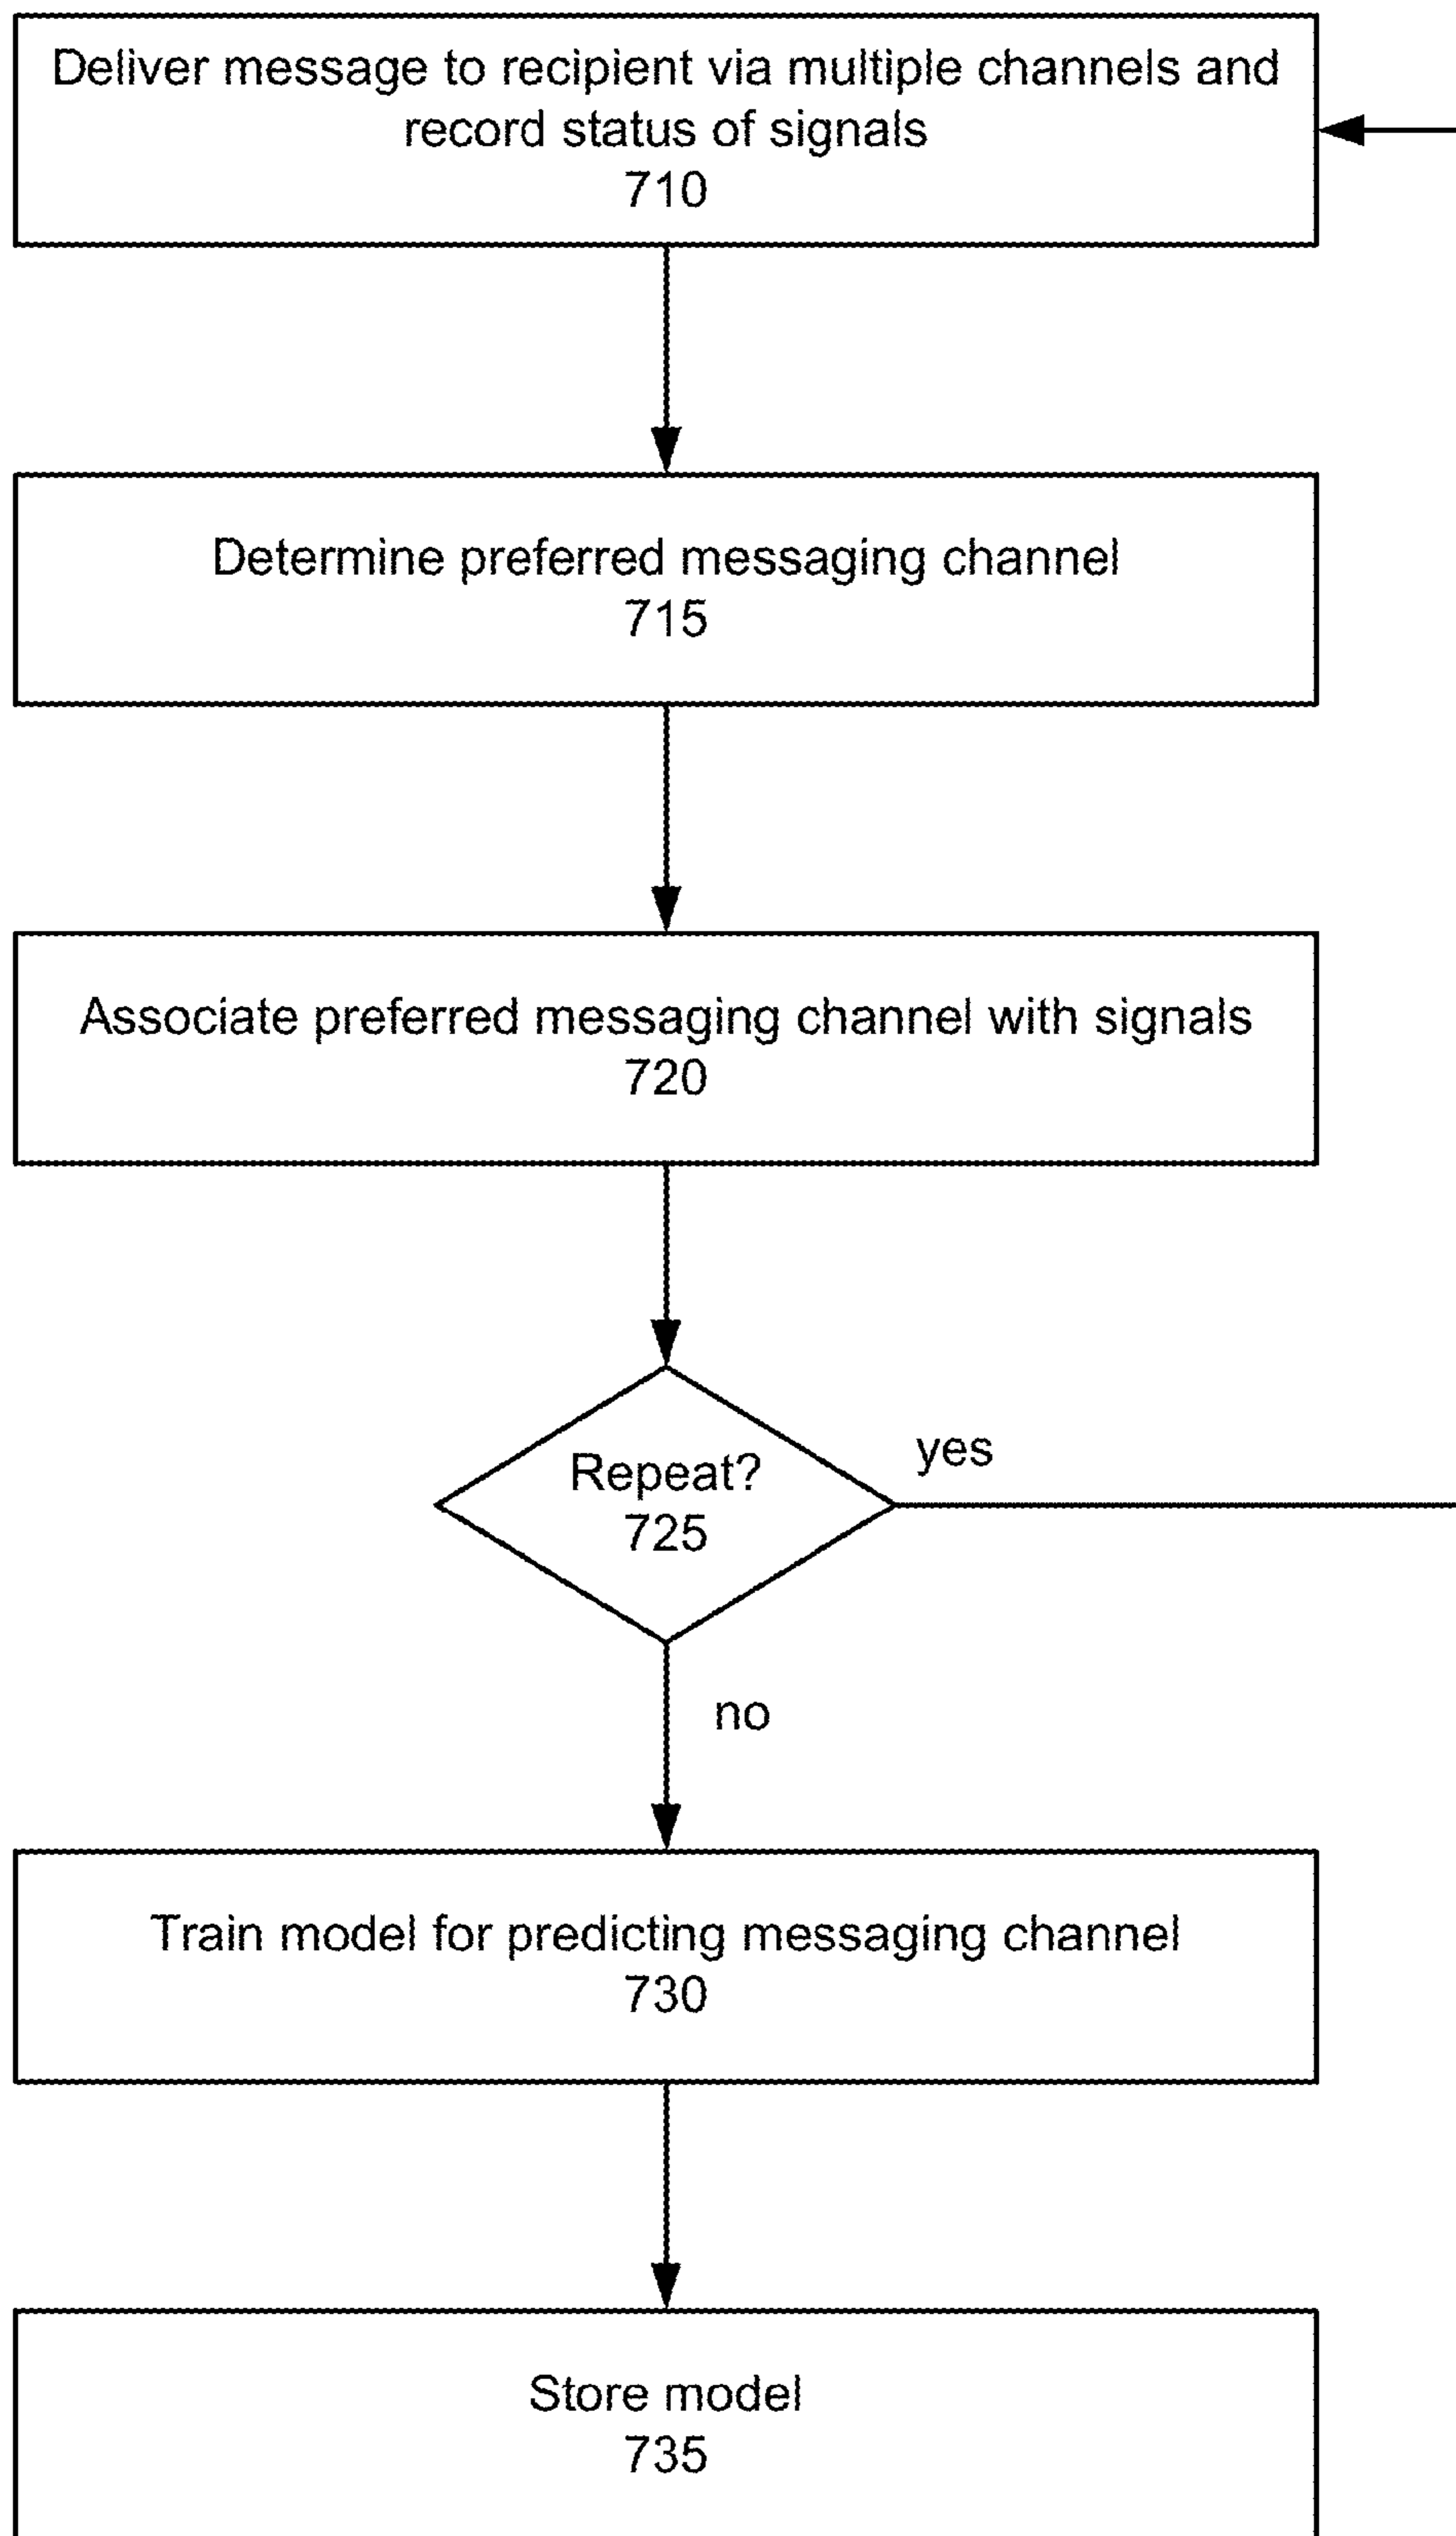 Deliver message to recipient via multiple channels and
record status of signals
710
Determine preferred messaging channel
715
Associate preferred messaging channel with signals
720
Repeat?
725
yes
no
Train model for predicting messaging channel
730
Store model
735